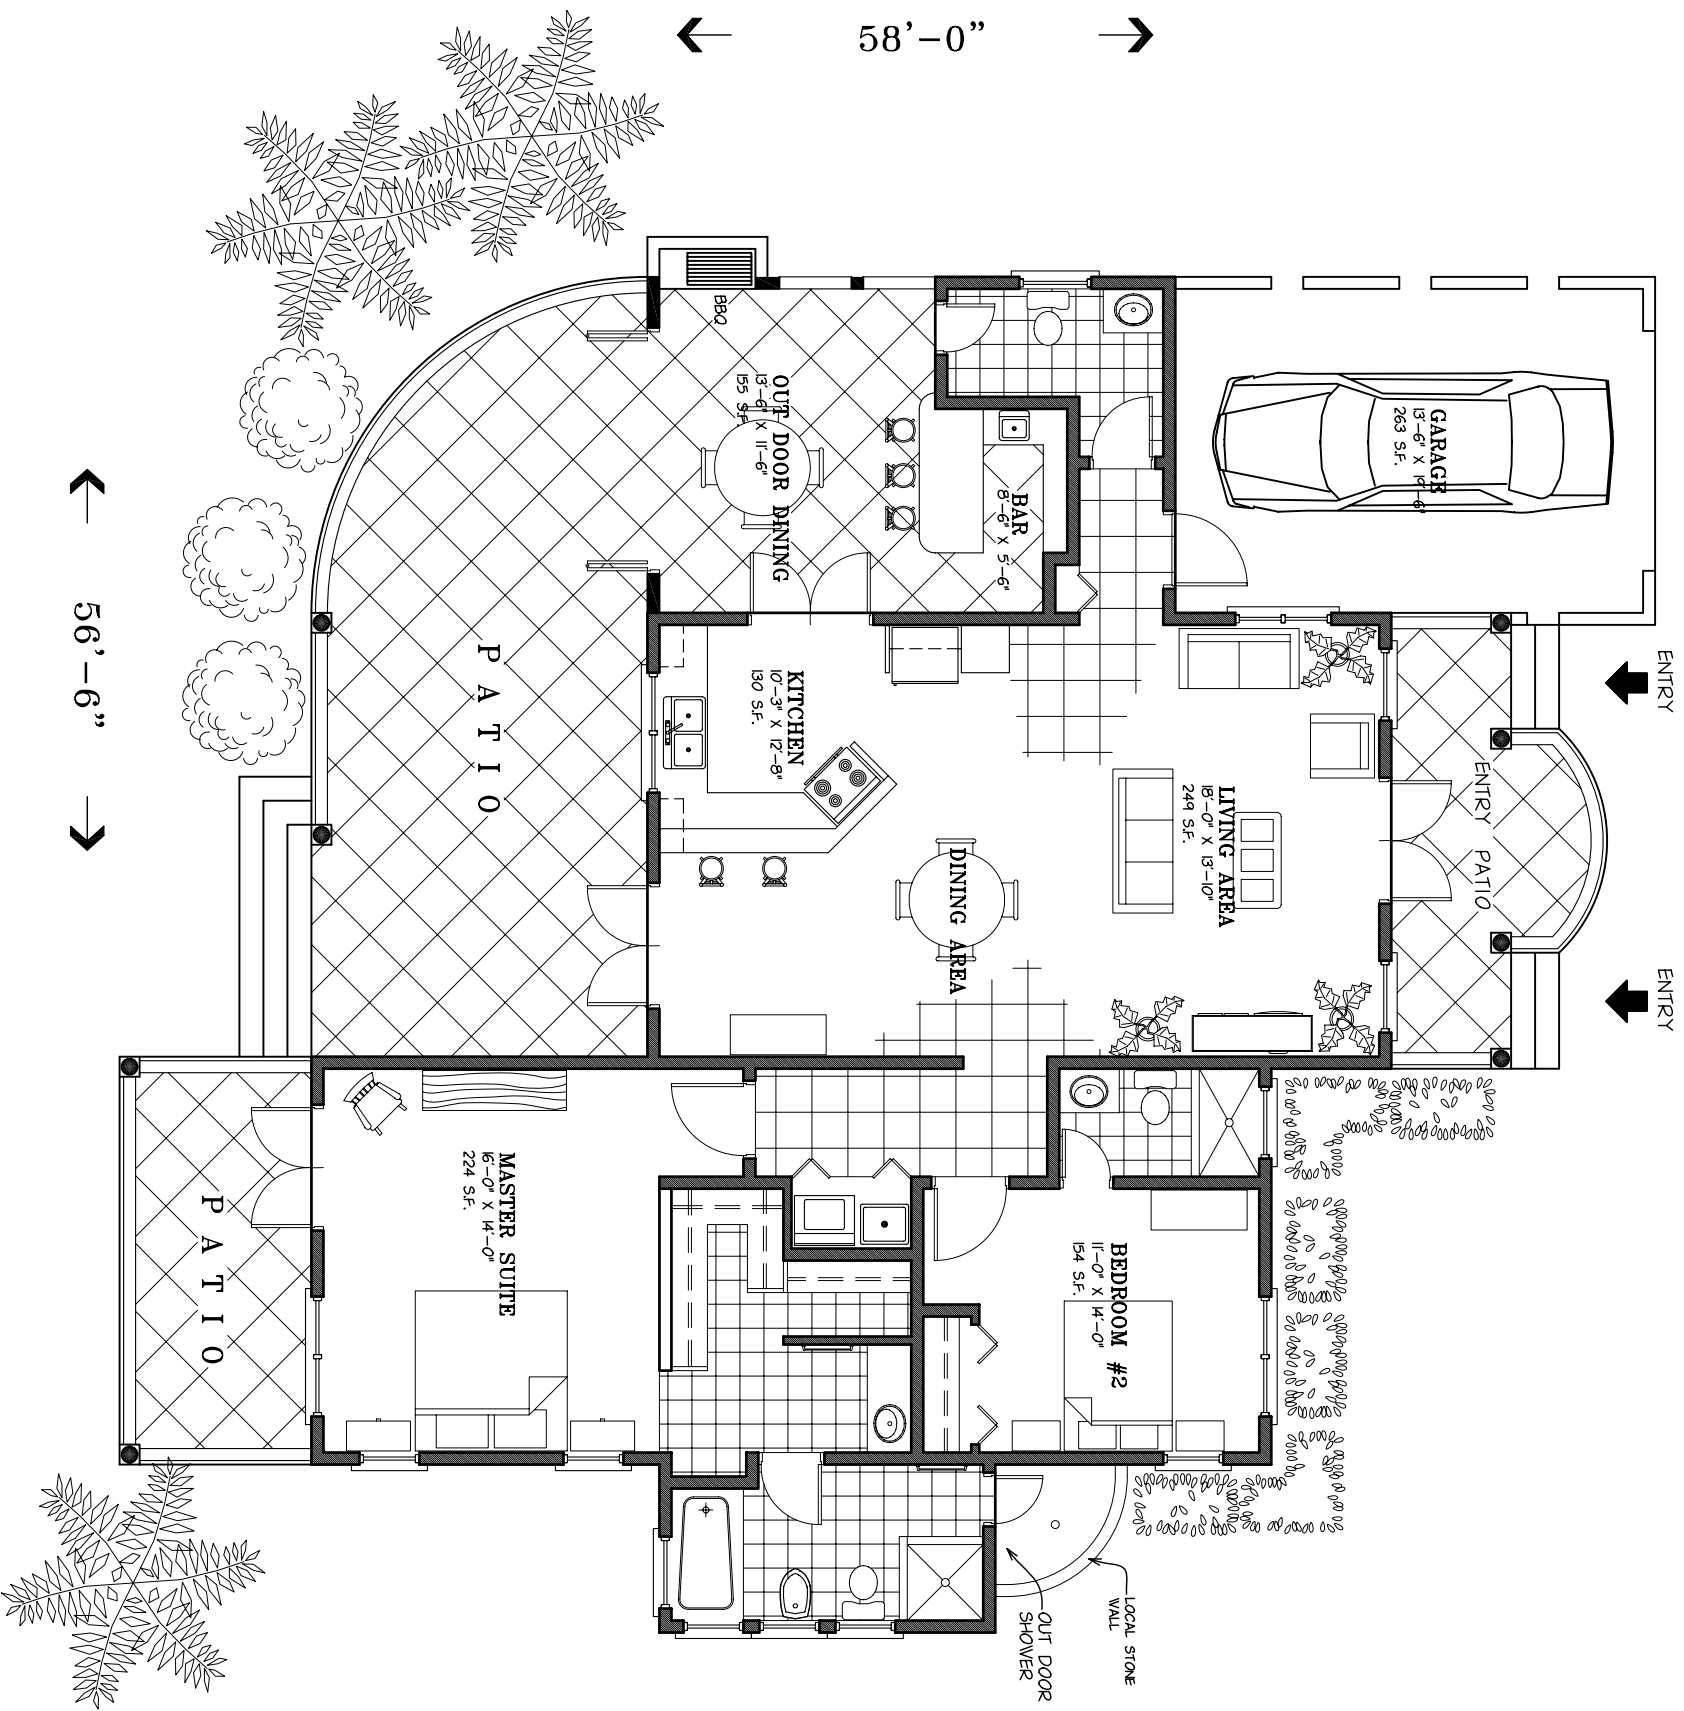 58'-0"
56'-6"
ENTRY
ENTRY
ENTRY PATIO
GARAGE
13'-6" X 19'-6"
263 S.F.
LIVING AREA
18'-0" X 13'-10"
249 S.F.
BAR
8'-6" X 5'-6"
DINING AREA
KITCHEN
10'-3" X 12'-8"
130 S.F.
OUT DOOR DINING
13'-6" X 11'-6"
155 S.F.
BBQ
PATIO
BEDROOM #2
11'-0" X 14'-0"
154 S.F.
MASTER SUITE
16'-0" X 14'-0"
224 S.F.
PATIO
LOCAL STONE
WALL
OUT DOOR
SHOWER